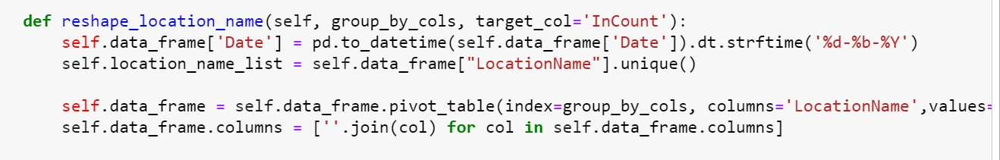 def reshape_location_name(self, group_by_cols, target_col='InCount'):
self.data_frame['Date'] = pd.to_datetime(self.data_frame['Date']).dt.strftime('%d-%b-%Y')
self.location_name_list = self.data_frame["LocationName"].unique()
self.data_frame = self.data_frame.pivot_table(index=group_by_cols, columns='LocationName',values=
self.data_frame.columns = [''.join(col) for col in self.data_frame.columns]